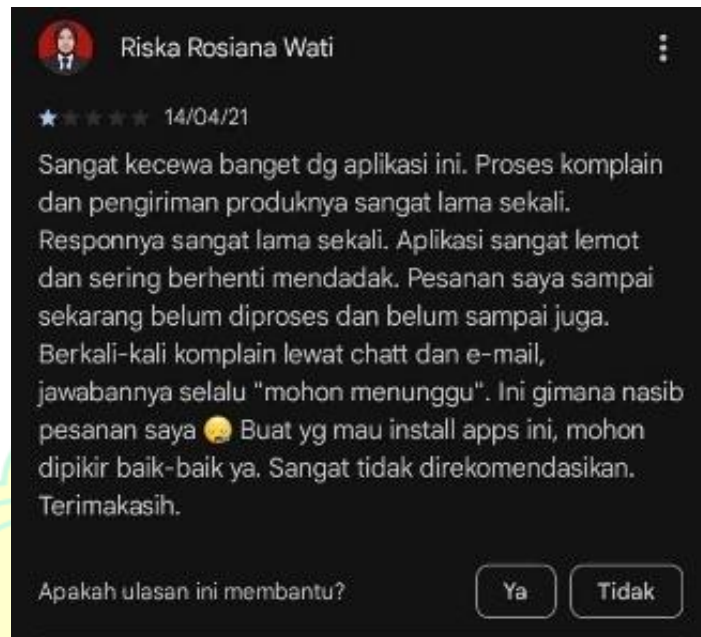 Riska Rosiana Wati
14/04/21
Sangat kecewa banget dg aplikasi ini. Proses komplain
dan pengiriman produknya sangat lama sekali.
Responnya sangat lama sekali. Aplikasi sangat lemot
dan sering berhenti mendadak. Pesanan saya sampai
sekarang belum diproses dan belum sampai juga.
Berkali-kali komplain lewat chatt dan e-mail,
jawabannya selalu "mohon menunggu". Ini gimana nasib
pesanan saya 😪 Buat yg mau install apps ini, mohon
dipikir baik-baik ya. Sangat tidak direkomendasikan.
Terimakasih.
Apakah ulasan ini membantu? Ya Tidak